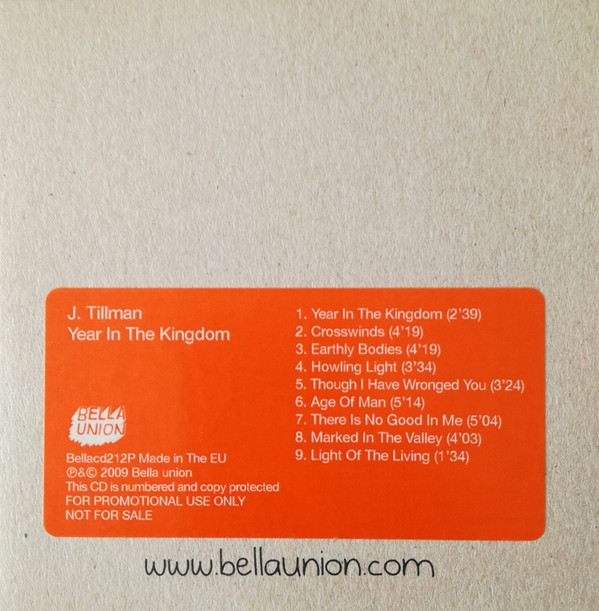 J. Tillman
Year In The Kingdom
BELLA
UNION
Bellacd212P Made in The EU
℗&© 2009 Bella union
This CD is numbered and copy protected
FOR PROMOTIONAL USE ONLY
NOT FOR SALE
1. Year In The Kingdom (2'39)
2. Crosswinds (4'19)
3. Earthly Bodies (4'19)
4. Howling Light (3'34)
5. Though I Have Wronged You (3'24)
6. Age Of Man (5'14)
7. There Is No Good In Me (5'04)
8. Marked In The Valley (4'03)
9. Light Of The Living (1'34)
www.bellaunion.com